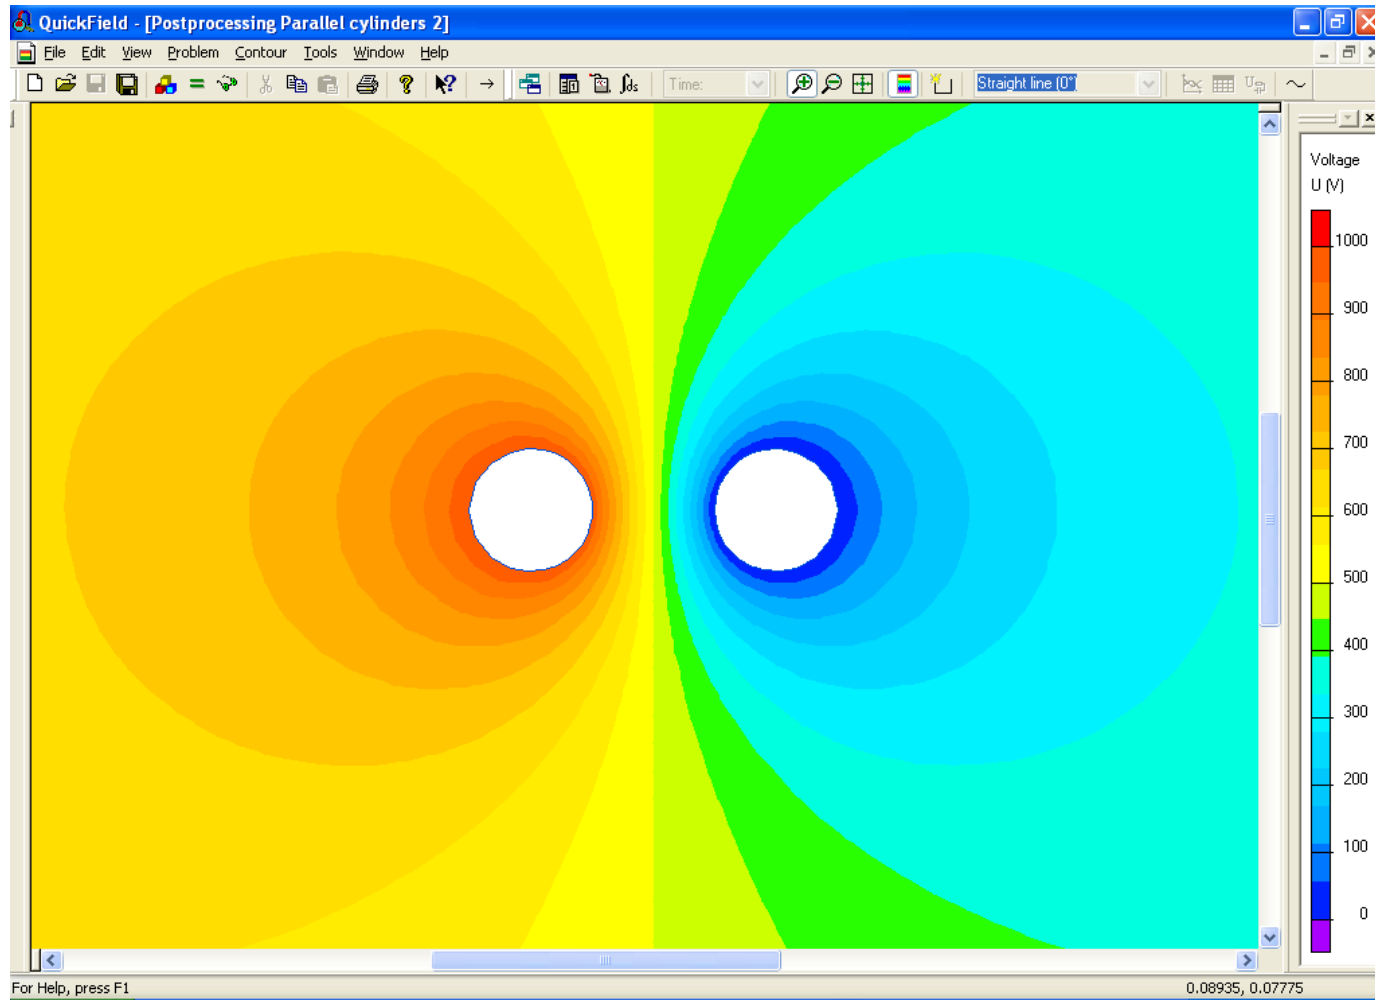 QuickField - [Postprocessing Parallel cylinders 2]
File Edit View Problem Contour Tools Window Help
Time: Straight line (0°)
Voltage
U (V)
1000
900
800
700
600
500
400
300
200
100
0
For Help, press F1 0.08935, 0.07775